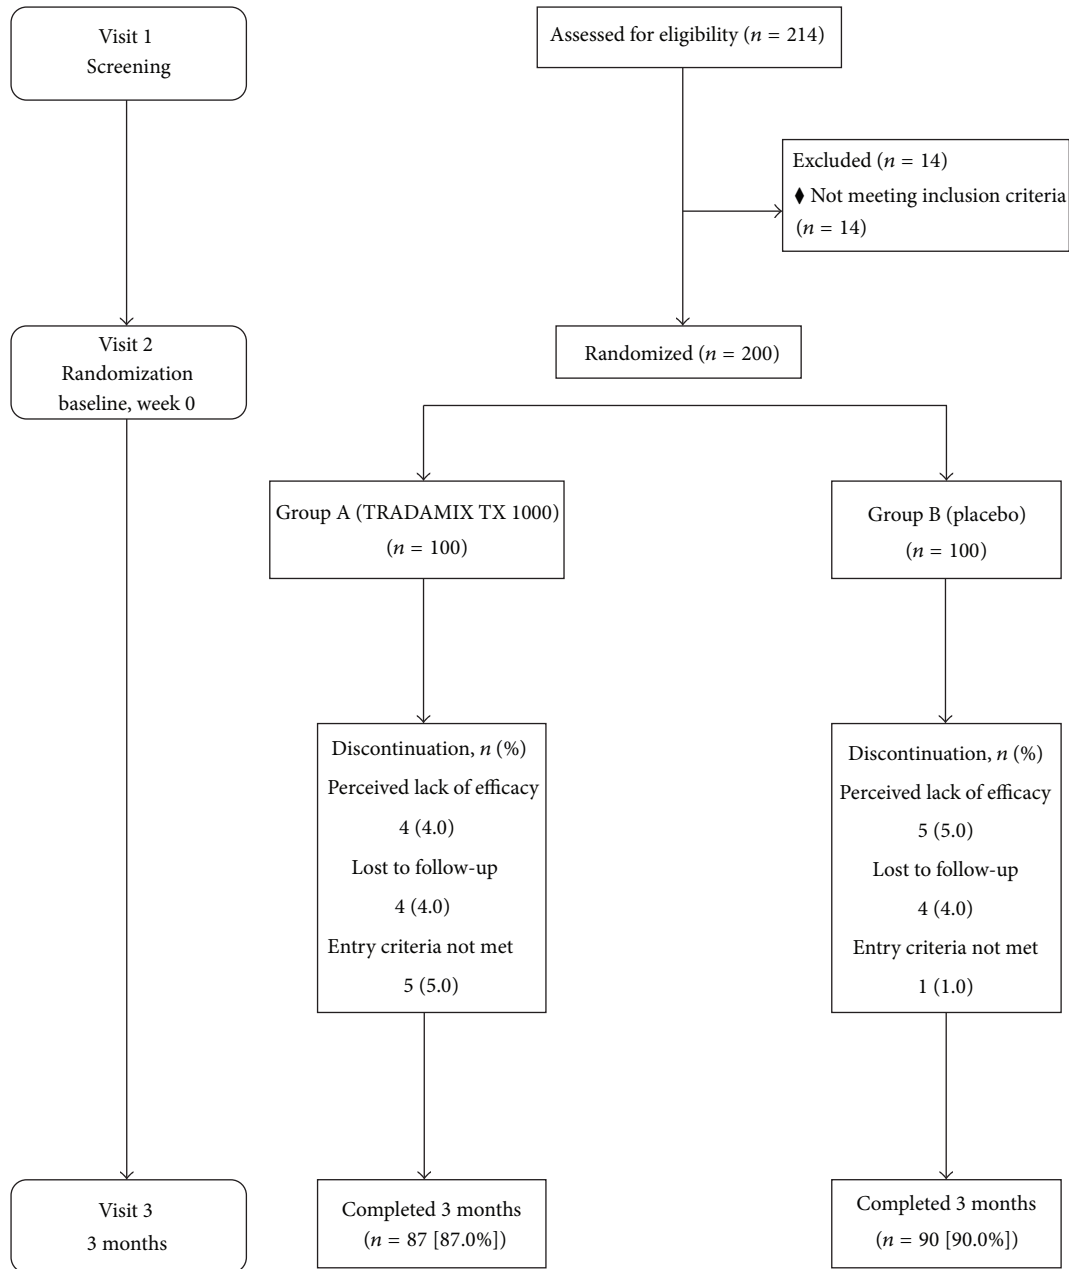 Visit 1
Screening
Assessed for eligibility (n = 214)
Excluded (n = 14)
♦ Not meeting inclusion criteria
(n = 14)
Visit 2
Randomization
baseline, week 0
Randomized (n = 200)
Group A (TRADAMIX TX 1000)
(n = 100)
Group B (placebo)
(n = 100)
Discontinuation, n (%)
Perceived lack of efficacy
4 (4.0)
Lost to follow-up
4 (4.0)
Entry criteria not met
5 (5.0)
Discontinuation, n (%)
Perceived lack of efficacy
5 (5.0)
Lost to follow-up
4 (4.0)
Entry criteria not met
1 (1.0)
Visit 3
3 months
Completed 3 months
(n = 87 [87.0%])
Completed 3 months
(n = 90 [90.0%])